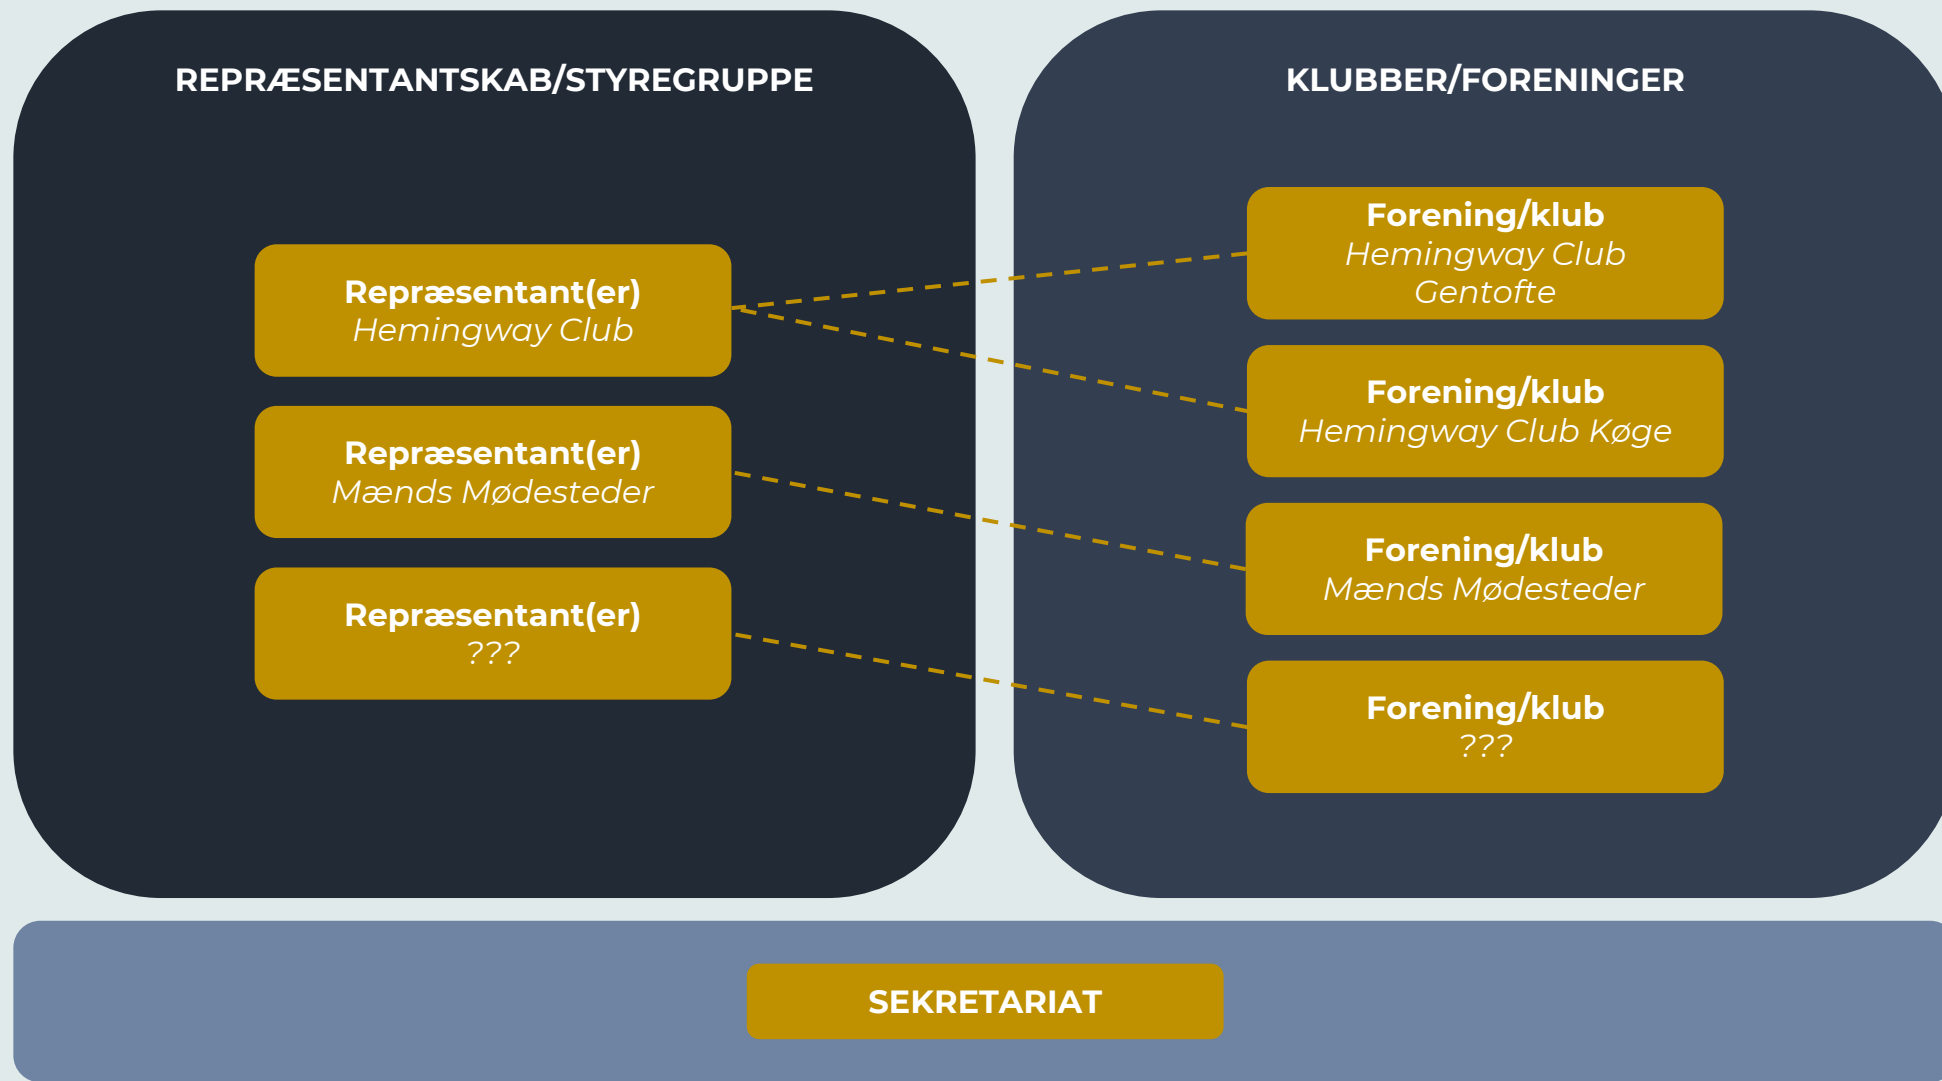 REPRÆSENTANTSKAB/STYREGRUPPE
Repræsentant(er)
Hemingway Club
Repræsentant(er)
Mænds Mødesteder
Repræsentant(er)
???
KLUBBER/FORENINGER
Forening/klub
Hemingway Club
Gentofte
Forening/klub
Hemingway Club Køge
Forening/klub
Mænds Mødesteder
Forening/klub
???
SEKRETARIAT